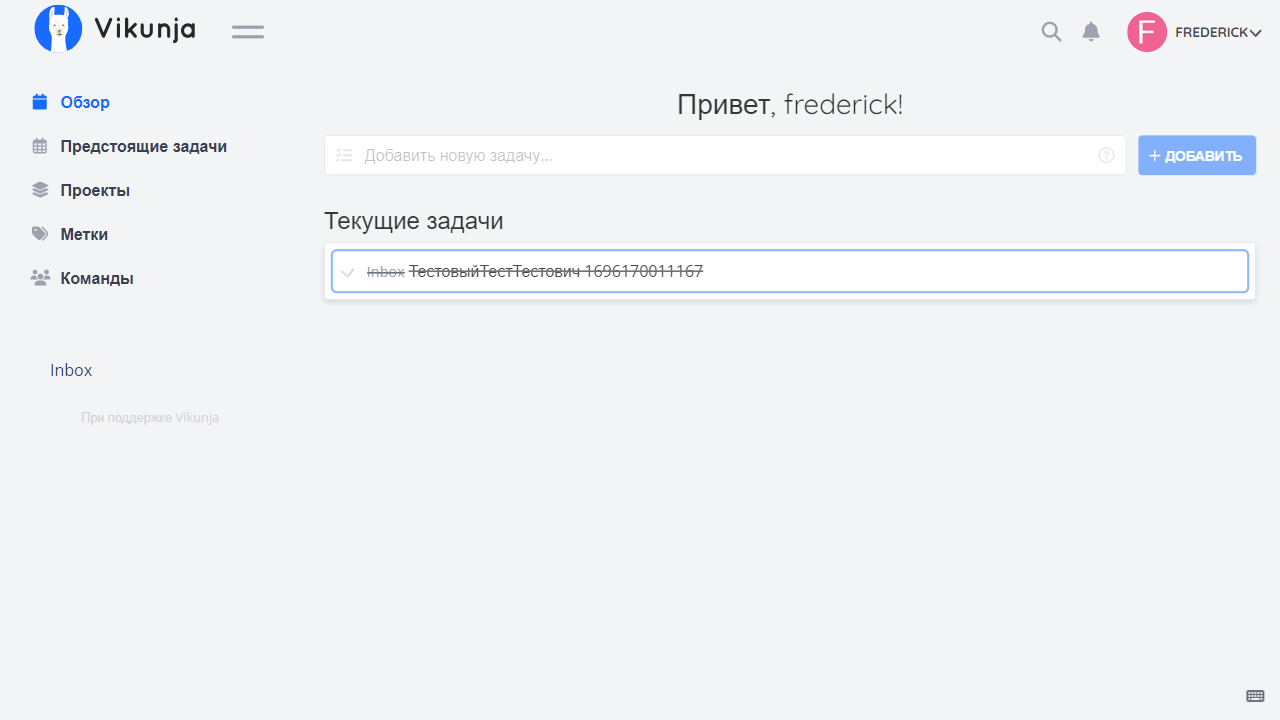 Vikunja
F FREDERICK
Обзор
Предстоящие задачи
Проекты
Метки
Команды
Inbox
При поддержке Vikunja
Привет, frederick!
Добавить новую задачу...
ДОБАВИТЬ
Текущие задачи
Inbox ТестовыйТестТестович 1696170011167